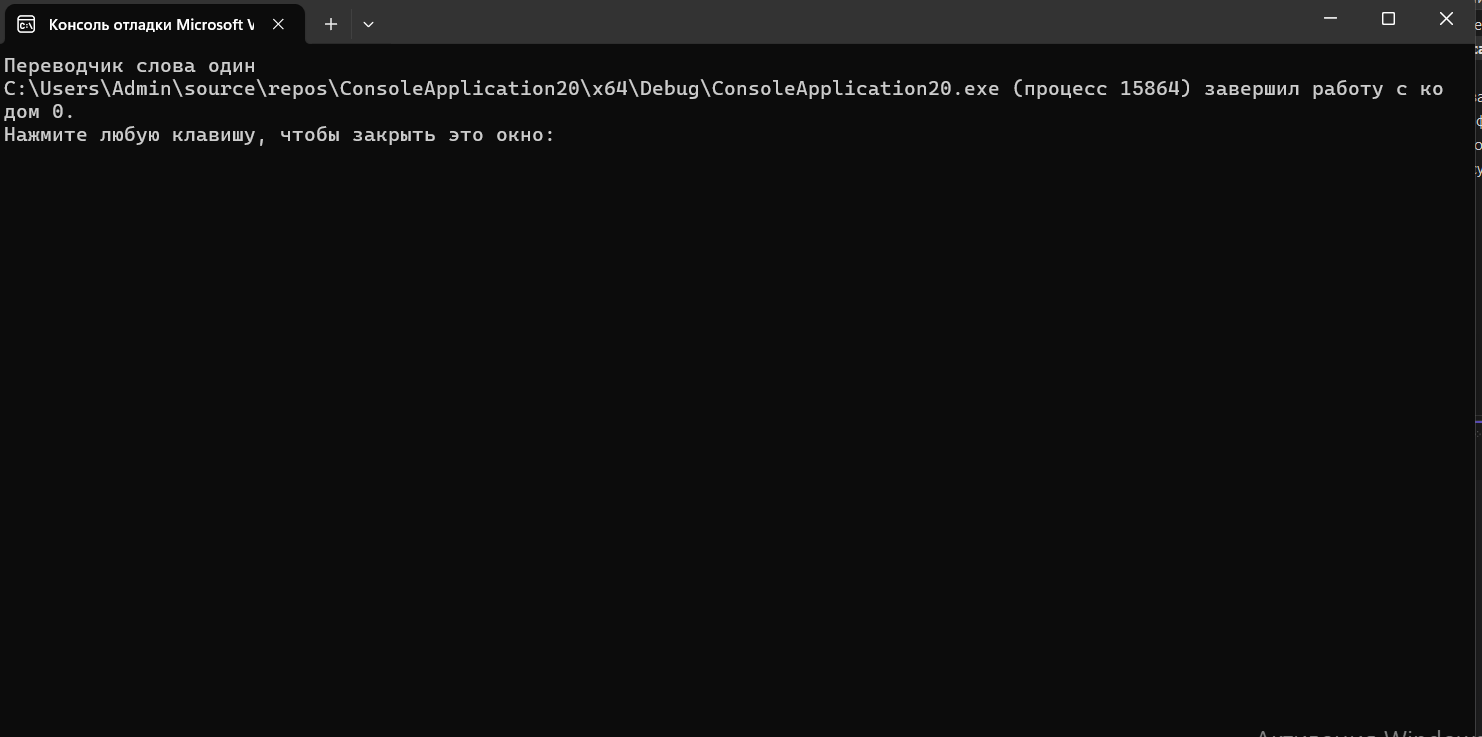 Консоль отладки Microsoft V
Переводчик слова один
C:\Users\Admin\source\repos\ConsoleApplication20\x64\Debug\ConsoleApplication20.exe (процесс 15864) завершил работу с ко
дом 0.
Нажмите любую клавишу, чтобы закрыть это окно: